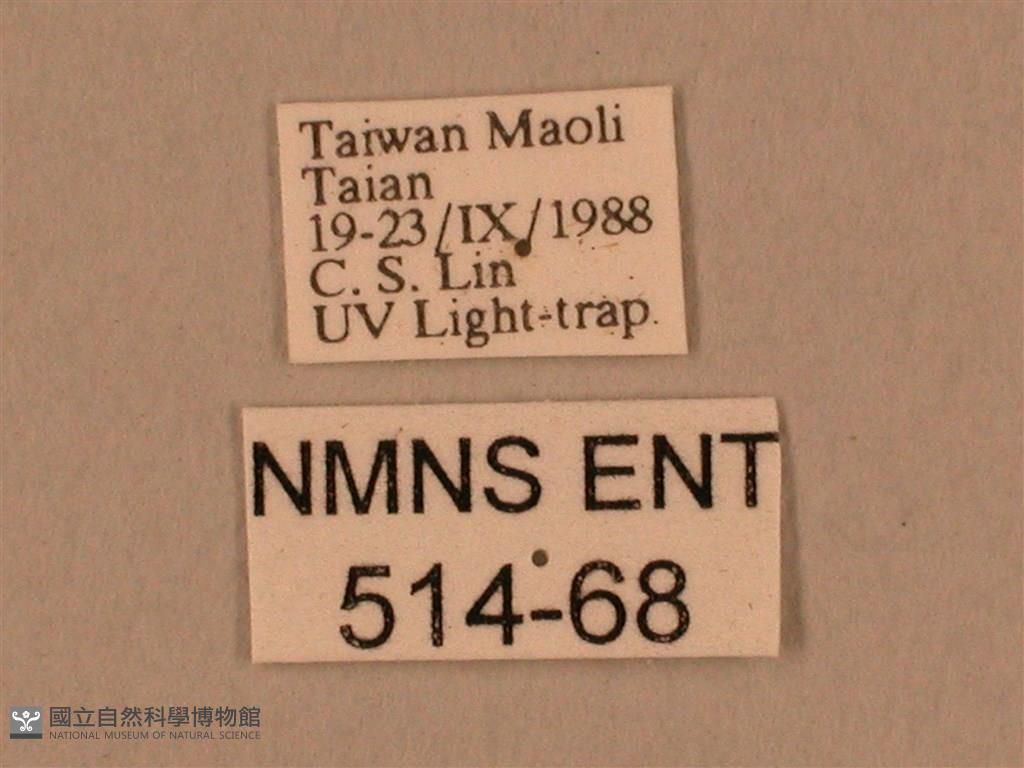 Taiwan Maoli
Taian
19-23/IX/1988
C. S. Lin
UV Light-trap.
NMNS ENT
514-68
國立自然科學博物館
NATIONAL MUSEUM OF NATURAL SCIENCE